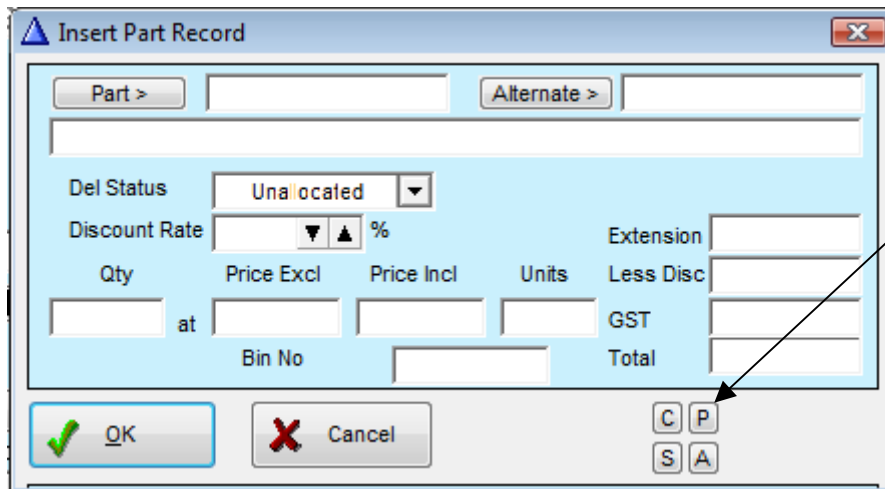 Insert Part Record
Part > Alternate >
Del Status Unallocated
Discount Rate % Extension
Qty Price Excl Price Incl Units Less Disc
at GST
Bin No Total
OK Cancel C P
S A